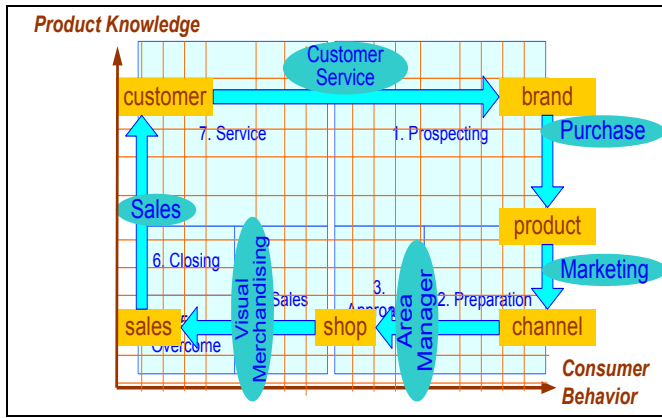 Product Knowledge
Customer
Service
customer
brand
7. Service
1. Prospecting
Purchase
Sales
product
6. Closing
Marketing
Visual
Merchandising
Sales
3.
Area
Manager
2. Preparation
sales
shop
channel
Overcome
Consumer
Behavior